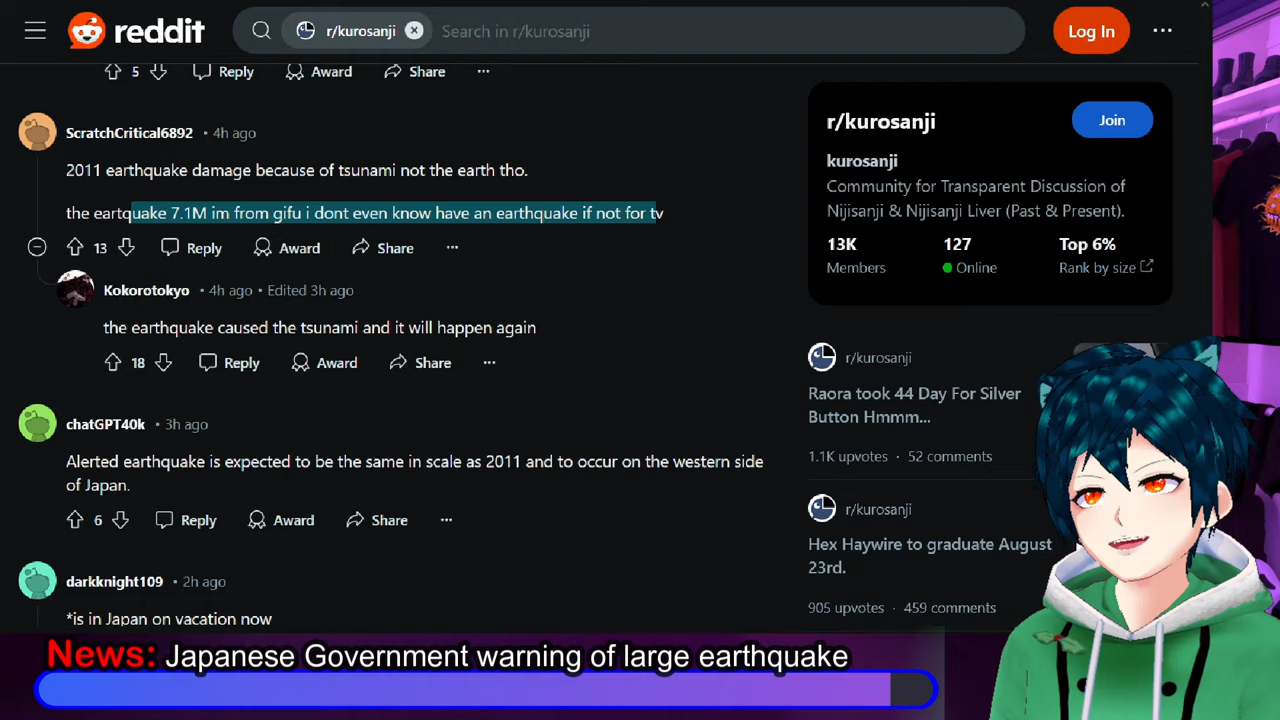 reddit
r/kurosanji
Search in r/kurosanji
Log In
5
Reply
Award
Share
ScratchCritical6892 • 4h ago
2011 earthquake damage because of tsunami not the earth tho.
the eartquake 7.1M im from gifu i dont even know have an earthquake if not for tv
13
Reply
Award
Share
Kokorotokyo • 4h ago • Edited 3h ago
the earthquake caused the tsunami and it will happen again
18
Reply
Award
Share
chatGPT40k • 3h ago
Alerted earthquake is expected to be the same in scale as 2011 and to occur on the western side
of Japan.
6
Reply
Award
Share
darkknight109 • 2h ago
*is in Japan on vacation now
r/kurosanji
Join
kurosanji
Community for Transparent Discussion of
Nijisanji & Nijisanji Liver (Past & Present).
13K
127
Top 6%
Members
Online
Rank by size
r/kurosanji
Raora took 44 Day For Silver
Button Hmmm...
1.1K upvotes • 52 comments
r/kurosanji
Hex Haywire to graduate August
23rd.
905 upvotes • 459 comments
News: Japanese Government warning of large earthquake